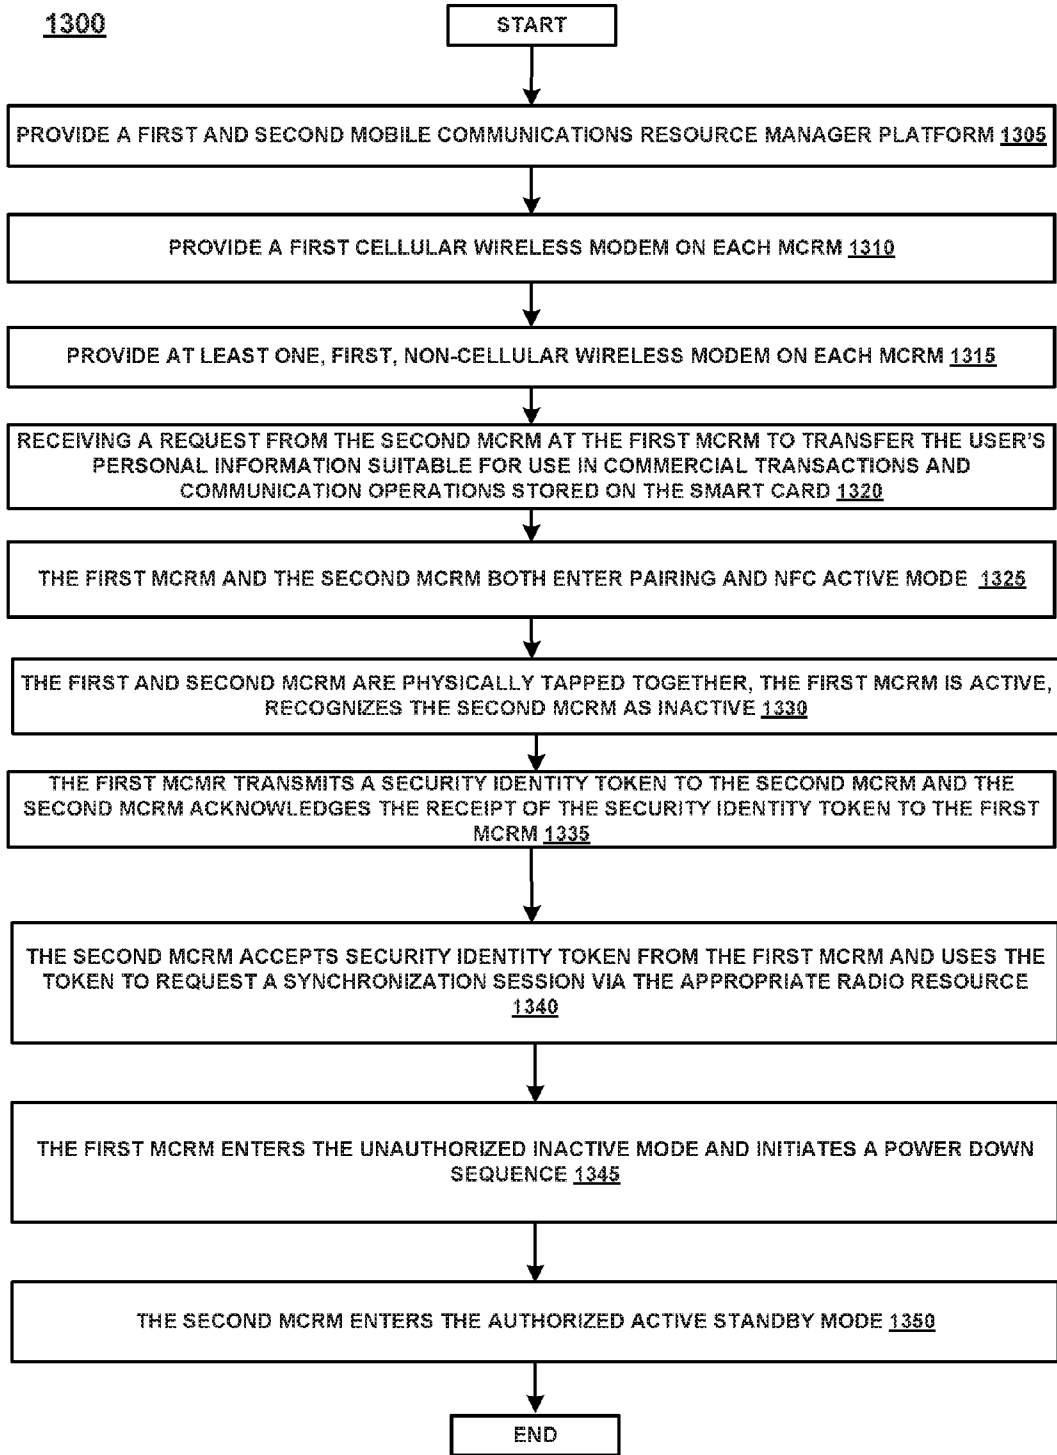 1300
START
PROVIDE A FIRST AND SECOND MOBILE COMMUNICATIONS RESOURCE MANAGER PLATFORM 1305
PROVIDE A FIRST CELLULAR WIRELESS MODEM ON EACH MCRM 1310
PROVIDE AT LEAST ONE, FIRST, NON-CELLULAR WIRELESS MODEM ON EACH MCRM 1315
RECEIVING A REQUEST FROM THE SECOND MCRM AT THE FIRST MCRM TO TRANSFER THE USER'S
PERSONAL INFORMATION SUITABLE FOR USE IN COMMERCIAL TRANSACTIONS AND
COMMUNICATION OPERATIONS STORED ON THE SMART CARD 1320
THE FIRST MCRM AND THE SECOND MCRM BOTH ENTER PAIRING AND NFC ACTIVE MODE 1325
THE FIRST AND SECOND MCRM ARE PHYSICALLY TAPPED TOGETHER, THE FIRST MCRM IS ACTIVE,
RECOGNIZES THE SECOND MCRM AS INACTIVE 1330
THE FIRST MCMR TRANSMITS A SECURITY IDENTITY TOKEN TO THE SECOND MCRM AND THE
SECOND MCRM ACKNOWLEDGES THE RECEIPT OF THE SECURITY IDENTITY TOKEN TO THE FIRST
MCRM 1335
THE SECOND MCRM ACCEPTS SECURITY IDENTITY TOKEN FROM THE FIRST MCRM AND USES THE
TOKEN TO REQUEST A SYNCHRONIZATION SESSION VIA THE APPROPRIATE RADIO RESOURCE
1340
THE FIRST MCRM ENTERS THE UNAUTHORIZED INACTIVE MODE AND INITIATES A POWER DOWN
SEQUENCE 1345
THE SECOND MCRM ENTERS THE AUTHORIZED ACTIVE STANDBY MODE 1350
END